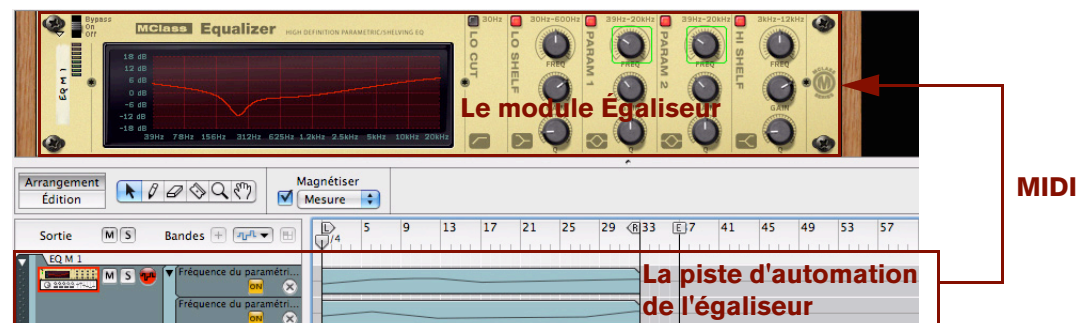 Bypass
On
Off
MClass Equalizer HIGH DEFINITION PARAMETRIC/SHELVING EQ
EQ M 1
18 dB
12 dB
6 dB
0 dB
-6 dB
-12 dB
-18 dB
39Hz 78Hz 156Hz 312Hz 625Hz 1.2kHz 2.5kHz 5kHz 10kHz 20kHz
30Hz 30Hz-600Hz 39Hz-20kHz 39Hz-20kHz 3kHz-12kHz
LO CUT
LO SHELF
PARAM 1
PARAM 2
HI SHELF
FREQ FREQ FREQ FREQ
GAIN
Q Q Q Q
Le module Égaliseur
MIDI
Arrangement
Édition
Magnétiser
Mesure
Sortie M S Bandes +
L 5 9 13 17 21 25 29 R 33 E 37 41 45 49 53 57
/4
EQ M 1
M S Fréquence du paramétri...
ON
Fréquence du paramétri...
ON
La piste d'automation
de l'égaliseur